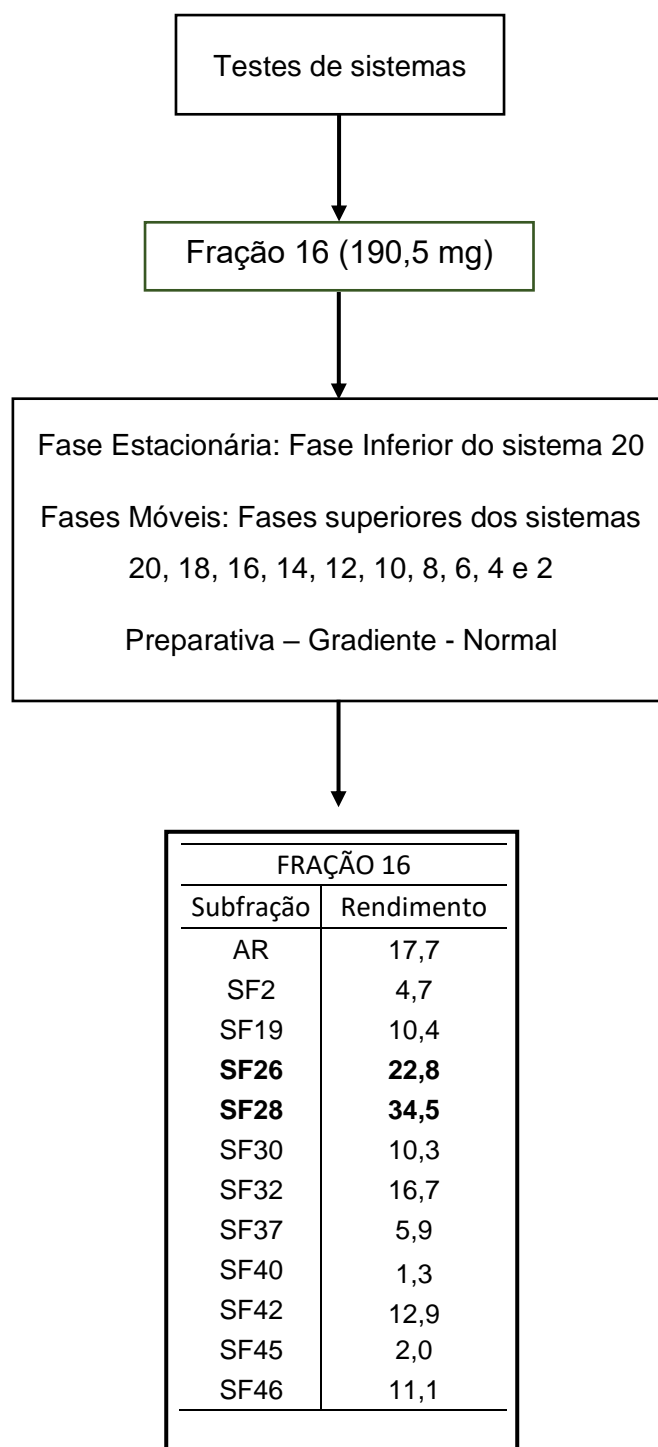 Testes de sistemas
Fração 16 (190,5 mg)
Fase Estacionária: Fase Inferior do sistema 20
Fases Móveis: Fases superiores dos sistemas
20, 18, 16, 14, 12, 10, 8, 6, 4 e 2
Preparativa – Gradiente - Normal
FRAÇÃO 16
Subfração Rendimento
AR 17,7
SF2 4,7
SF19 10,4
SF26 22,8
SF28 34,5
SF30 10,3
SF32 16,7
SF37 5,9
SF40 1,3
SF42 12,9
SF45 2,0
SF46 11,1